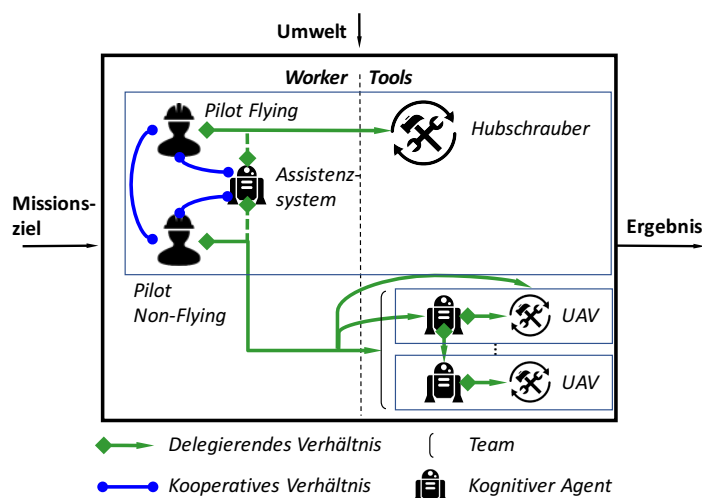 Umwelt
Worker
Tools
Pilot Flying
Hubschrauber
Assistenz-
system
Missions-
ziel
Ergebnis
Pilot
Non-Flying
UAV
UAV
Delegierendes Verhältnis
Team
Kooperatives Verhältnis
Kognitiver Agent